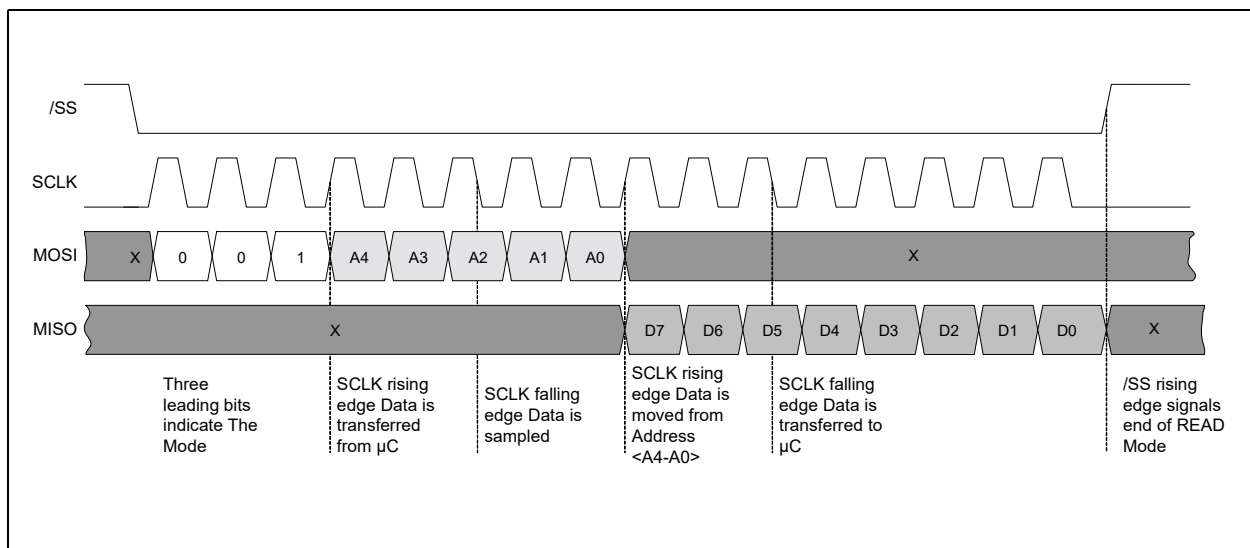 /SS
SCLK
MOSI X 0 0 1 A4 A3 A2 A1 A0 X
MISO X D7 D6 D5 D4 D3 D2 D1 D0 X
Three
leading bits
indicate The
Mode
SCLK rising
edge Data is
transferred
from µC
SCLK falling
edge Data is
sampled
SCLK rising
edge Data is
moved from
Address
<A4-A0>
SCLK falling
edge Data is
transferred to
µC
/SS rising
edge signals
end of READ
Mode